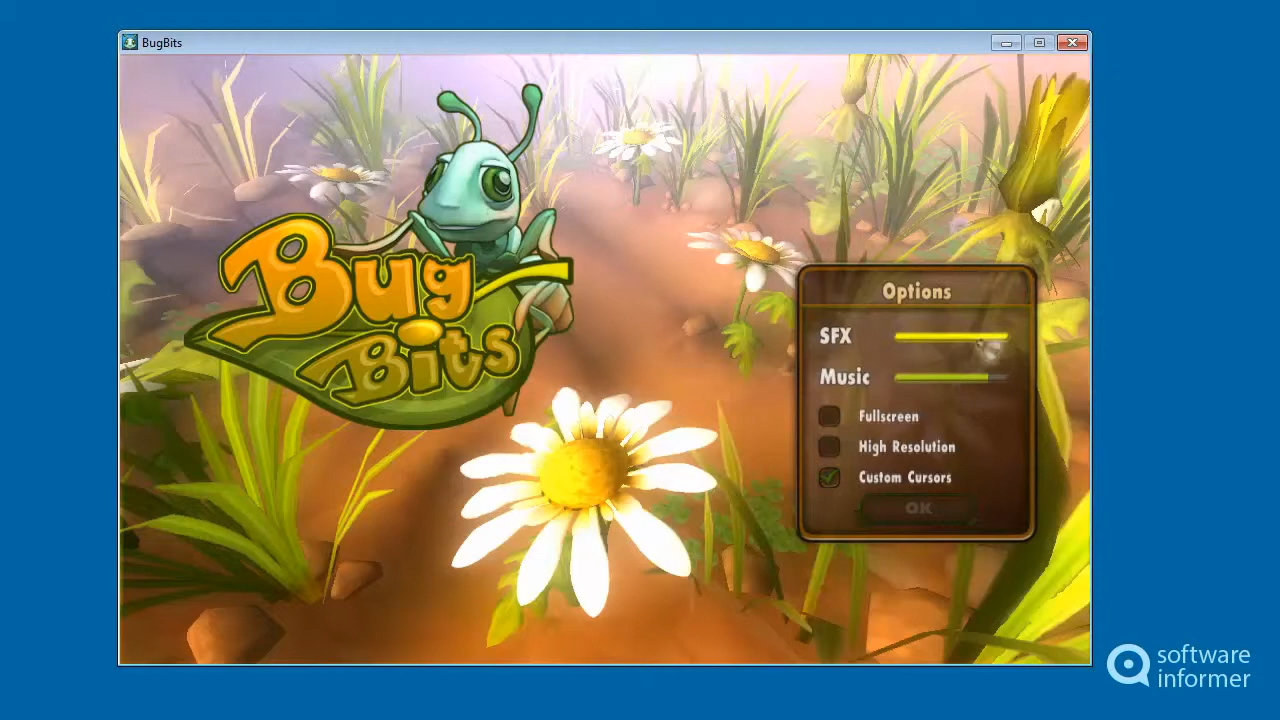 BugBits
Bug
Bits
Options
SFX
Music
Fullscreen
High Resolution
Custom Cursors
OK
software
informer